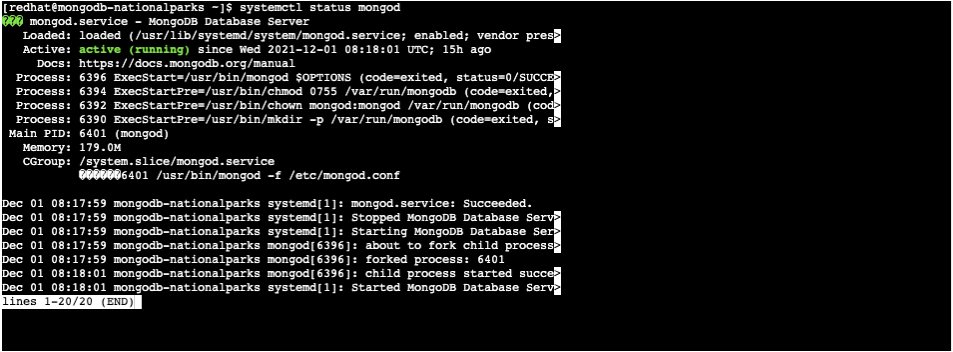 [redhat@mongodb-nationalparks ~]$ systemctl status mongod
��� mongod.service - MongoDB Database Server
   Loaded: loaded (/usr/lib/systemd/system/mongod.service; enabled; vendor pres>
   Active: active (running) since Wed 2021-12-01 08:18:01 UTC; 15h ago
     Docs: https://docs.mongodb.org/manual
  Process: 6396 ExecStart=/usr/bin/mongod $OPTIONS (code=exited, status=0/SUCCE>
  Process: 6394 ExecStartPre=/usr/bin/chmod 0755 /var/run/mongodb (code=exited,>
  Process: 6392 ExecStartPre=/usr/bin/chown mongod:mongod /var/run/mongodb (cod>
  Process: 6390 ExecStartPre=/usr/bin/mkdir -p /var/run/mongodb (code=exited, s>
 Main PID: 6401 (mongod)
   Memory: 179.0M
   CGroup: /system.slice/mongod.service
           ������6401 /usr/bin/mongod -f /etc/mongod.conf
Dec 01 08:17:59 mongodb-nationalparks systemd[1]: mongod.service: Succeeded.
Dec 01 08:17:59 mongodb-nationalparks systemd[1]: Stopped MongoDB Database Serv>
Dec 01 08:17:59 mongodb-nationalparks systemd[1]: Starting MongoDB Database Ser>
Dec 01 08:17:59 mongodb-nationalparks mongod[6396]: about to fork child process>
Dec 01 08:17:59 mongodb-nationalparks mongod[6396]: forked process: 6401
Dec 01 08:18:01 mongodb-nationalparks mongod[6396]: child process started succe>
Dec 01 08:18:01 mongodb-nationalparks systemd[1]: Started MongoDB Database Serv>
lines 1-20/20 (END)